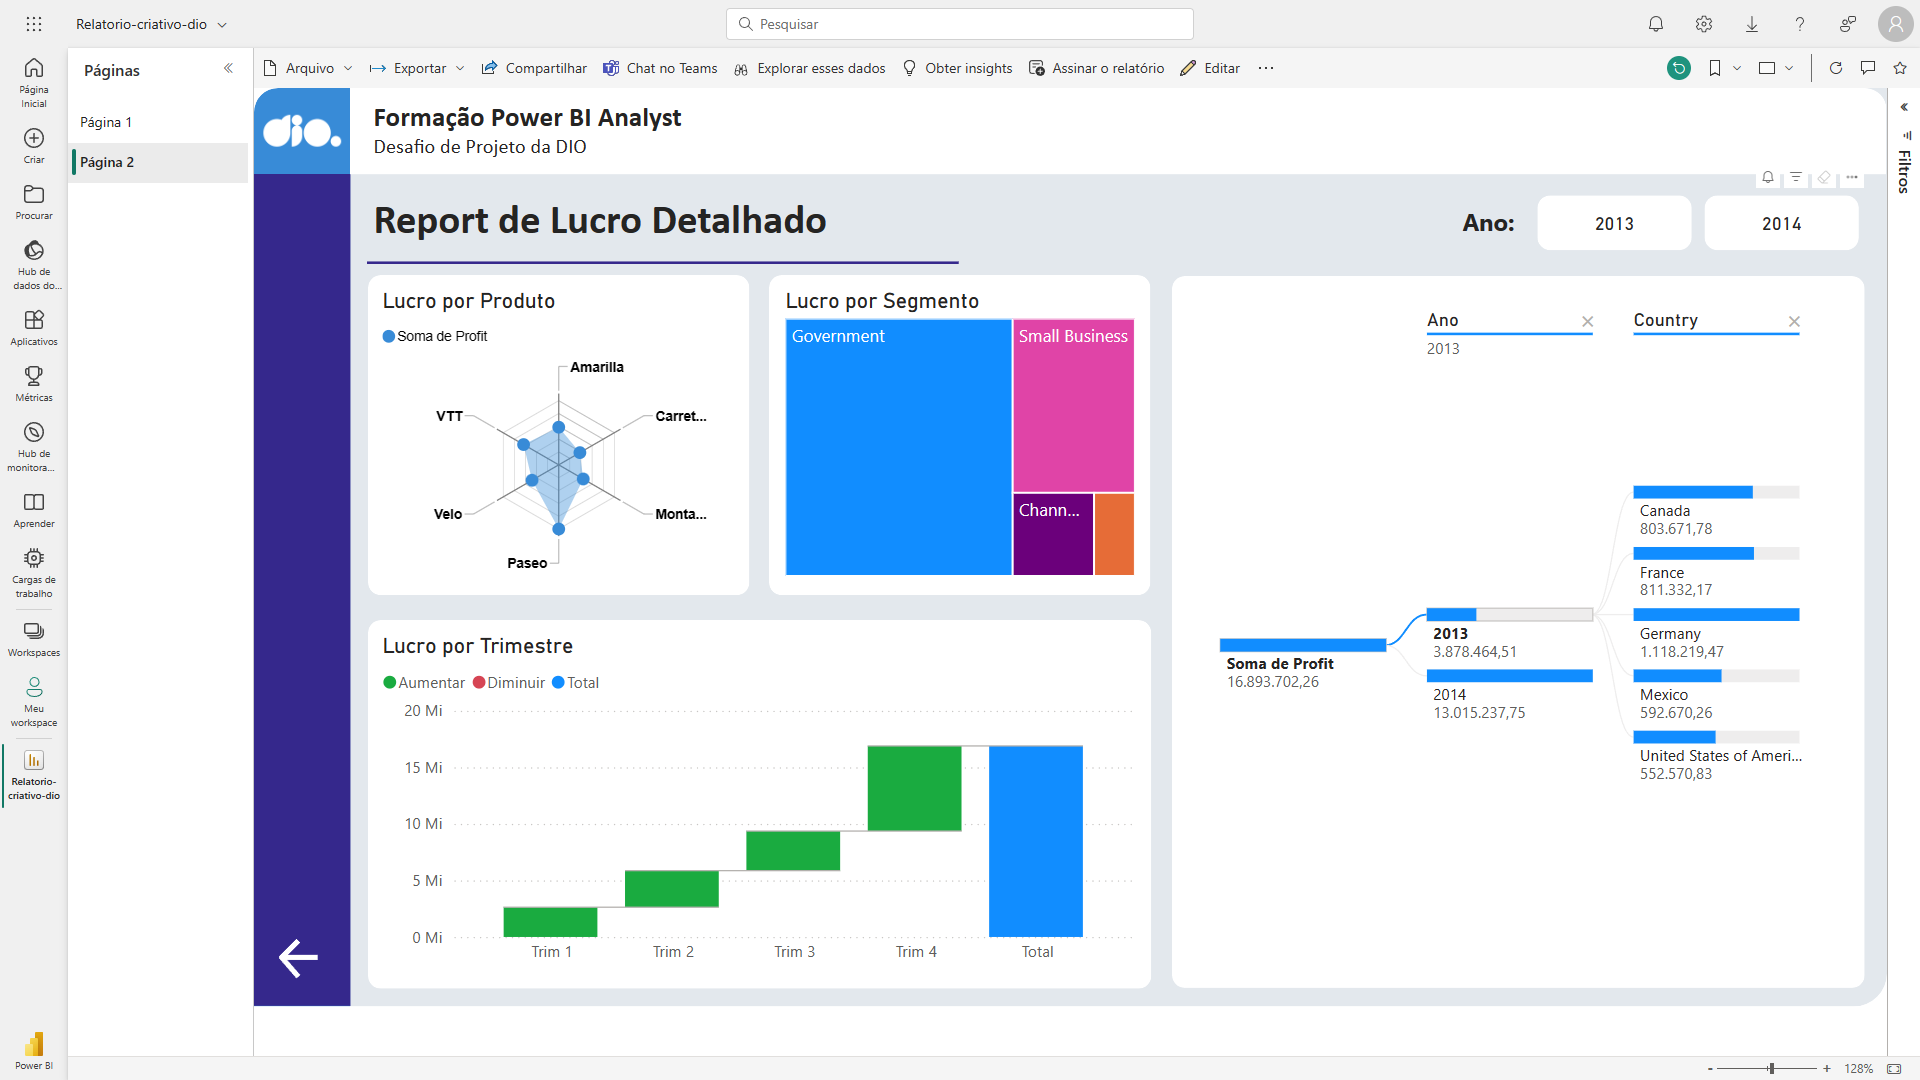 Relatorio-criativo-dio
Pesquisar
Página Inicial
Criar
Procurar
Hub de dados do...
Aplicativos
Métricas
Hub de monitora...
Aprender
Cargas de trabalho
Workspaces
Meu workspace
Relatorio-criativo-dio
Power BI
Páginas
Página 1
Página 2
Arquivo
Exportar
Compartilhar
Chat no Teams
Explorar esses dados
Obter insights
Assinar o relatório
Editar
dio.
Formação Power BI Analyst
Desafio de Projeto da DIO
Report de Lucro Detalhado
Ano:
2013
2014
Filtros
Lucro por Produto
Soma de Profit
Amarilla
VTT
Carret...
Velo
Monta...
Paseo
Lucro por Segmento
Government
Small Business
Chann...
Lucro por Trimestre
Aumentar Diminuir Total
20 Mi
15 Mi
10 Mi
5 Mi
0 Mi
Trim 1
Trim 2
Trim 3
Trim 4
Total
Ano
2013
Country
Soma de Profit
16.893.702,26
2013
3.878.464,51
2014
13.015.237,75
Canada
803.671,78
France
811.332,17
Germany
1.118.219,47
Mexico
592.670,26
United States of Ameri...
552.570,83
- + 128%